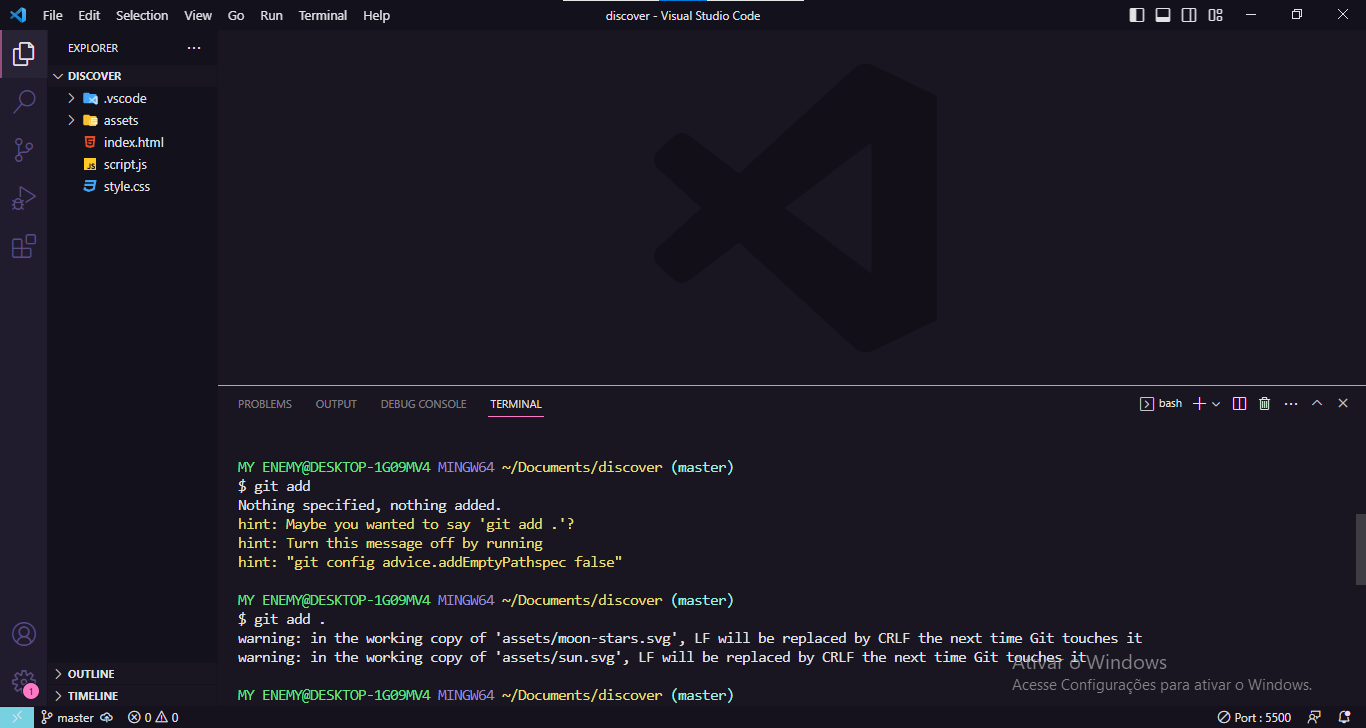 File Edit Selection View Go Run Terminal Help
discover - Visual Studio Code
EXPLORER
DISCOVER
.vscode
assets
index.html
script.js
style.css
OUTLINE
TIMELINE
PROBLEMS OUTPUT DEBUG CONSOLE TERMINAL
bash
MY ENEMY@DESKTOP-1G09MV4 MINGW64 ~/Documents/discover (master)
$ git add
Nothing specified, nothing added.
hint: Maybe you wanted to say 'git add .'?
hint: Turn this message off by running
hint: "git config advice.addEmptyPathspec false"
MY ENEMY@DESKTOP-1G09MV4 MINGW64 ~/Documents/discover (master)
$ git add .
warning: in the working copy of 'assets/moon-stars.svg', LF will be replaced by CRLF the next time Git touches it
warning: in the working copy of 'assets/sun.svg', LF will be replaced by CRLF the next time Git touches it
MY ENEMY@DESKTOP-1G09MV4 MINGW64 ~/Documents/discover (master)
Ativar o Windows
Acesse Configurações para ativar o Windows.
1
master 0 0
Port : 5500